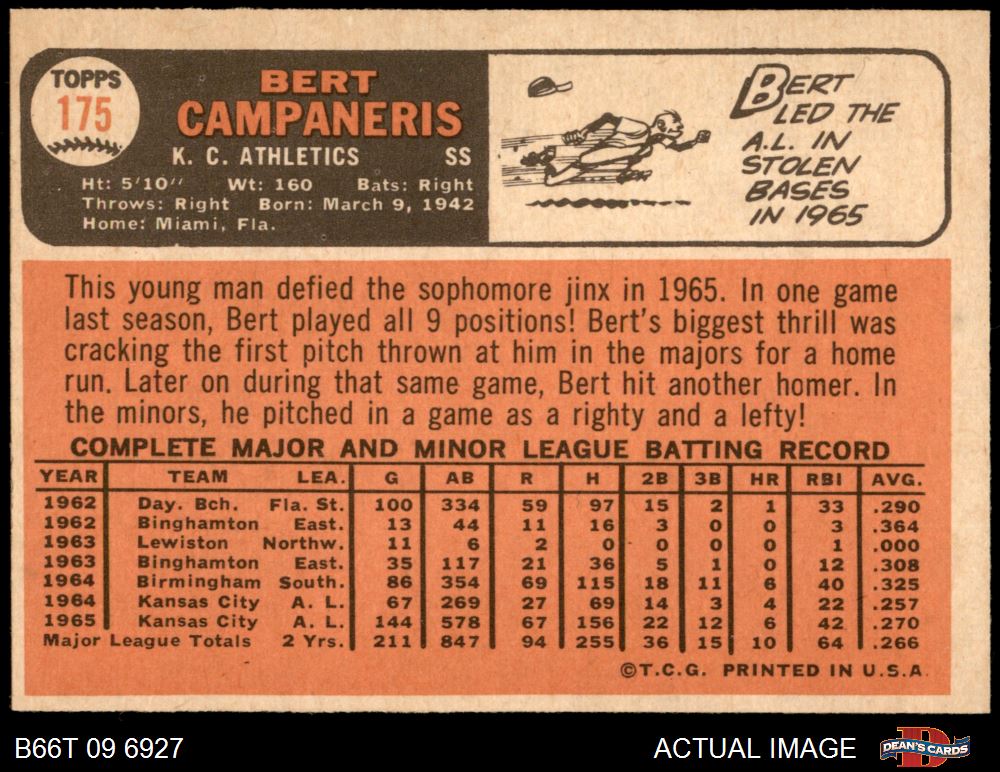 TOPPS
175
BERT
CAMPANERIS
K. C. ATHLETICS SS
Ht: 5'10" Wt: 160 Bats: Right
Throws: Right Born: March 9, 1942
Home: Miami, Fla.
BERT
LED THE
A.L. IN
STOLEN
BASES
IN 1965
This young man defied the sophomore jinx in 1965. In one game
last season, Bert played all 9 positions! Bert's biggest thrill was
cracking the first pitch thrown at him in the majors for a home
run. Later on during that same game, Bert hit another homer. In
the minors, he pitched in a game as a righty and a lefty!
COMPLETE MAJOR AND MINOR LEAGUE BATTING RECORD
YEAR TEAM LEA. G AB R H 2B 3B HR RBI AVG.
1962 Day. Bch. Fla. St. 100 334 59 97 15 2 1 33 .290
1962 Binghamton East. 13 44 11 16 3 0 0 3 .364
1963 Lewiston Northw. 11 6 2 0 0 0 0 1 .000
1963 Binghamton East. 35 117 21 36 5 1 0 12 .308
1964 Birmingham South. 86 354 69 115 18 11 6 40 .325
1964 Kansas City A. L. 67 269 27 69 14 3 4 22 .257
1965 Kansas City A. L. 144 578 67 156 22 12 6 42 .270
Major League Totals 2 Yrs. 211 847 94 255 36 15 10 64 .266
©T.C.G. PRINTED IN U.S.A.
B66T 09 6927
ACTUAL IMAGE
DEAN'S CARDS